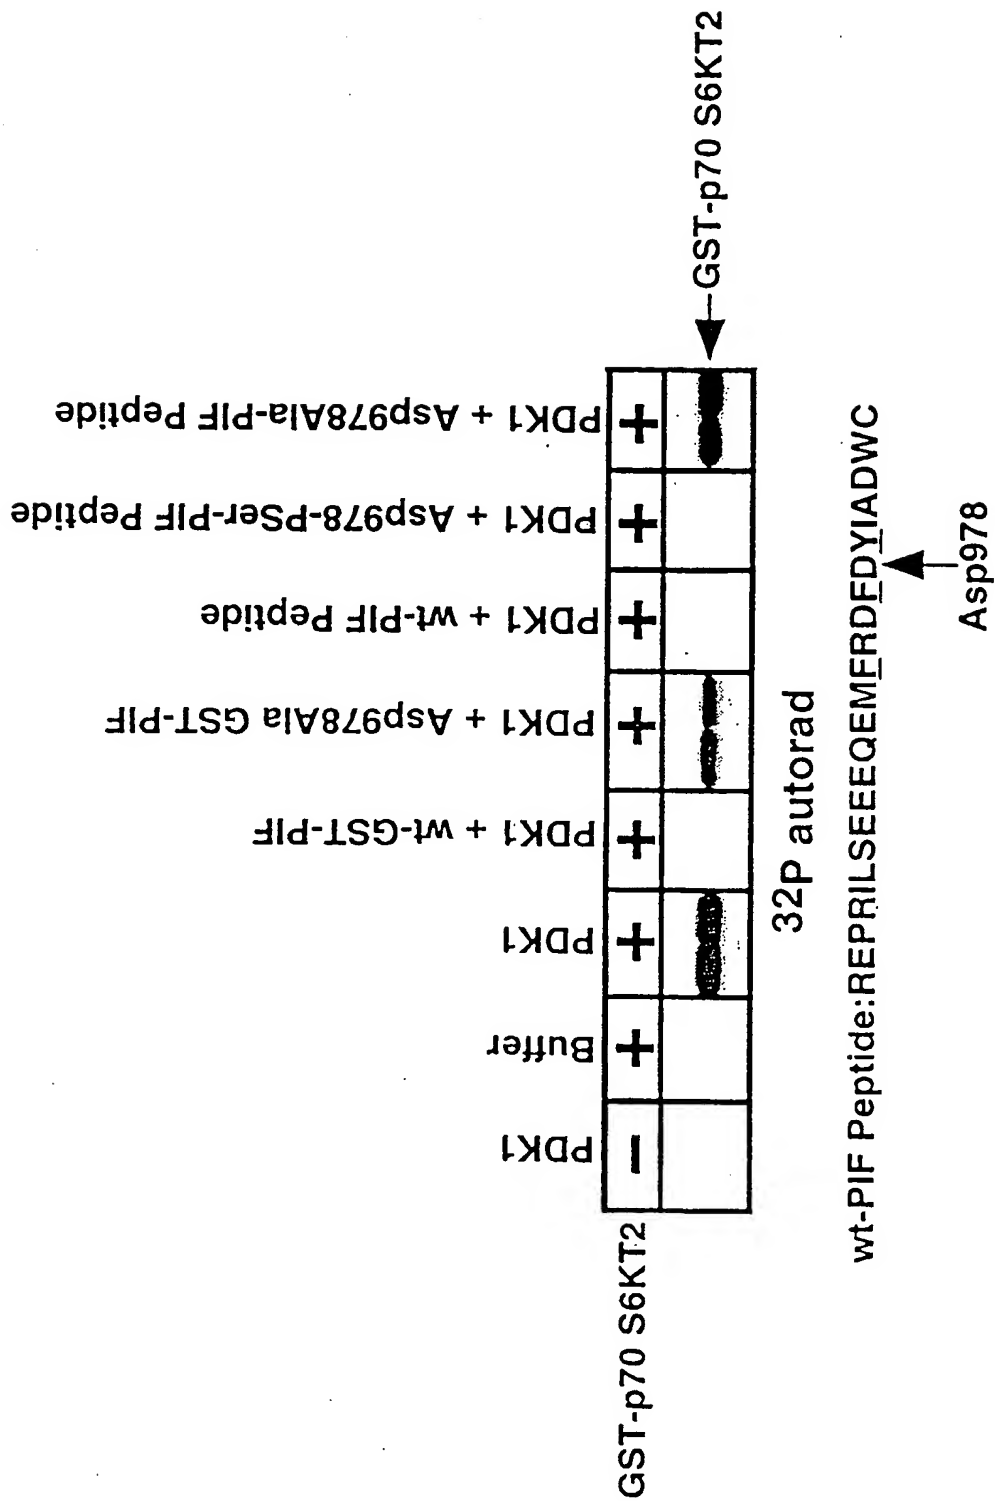 PDK1
Buffer
PDK1
PDK1 + wt-GST-PIF
PDK1 + Asp978Ala GST-PIF
PDK1 + wt-PIF Peptide
PDK1 + Asp978-PSer-PIF Peptide
PDK1 + Asp978Ala-PIF Peptide
GST-p70 S6KT2 − + + + + + + +
GST-p70 S6KT2
32P autorad
wt-PIF Peptide:REPRILSEEEQEMFRDFDYIADWC
Asp978